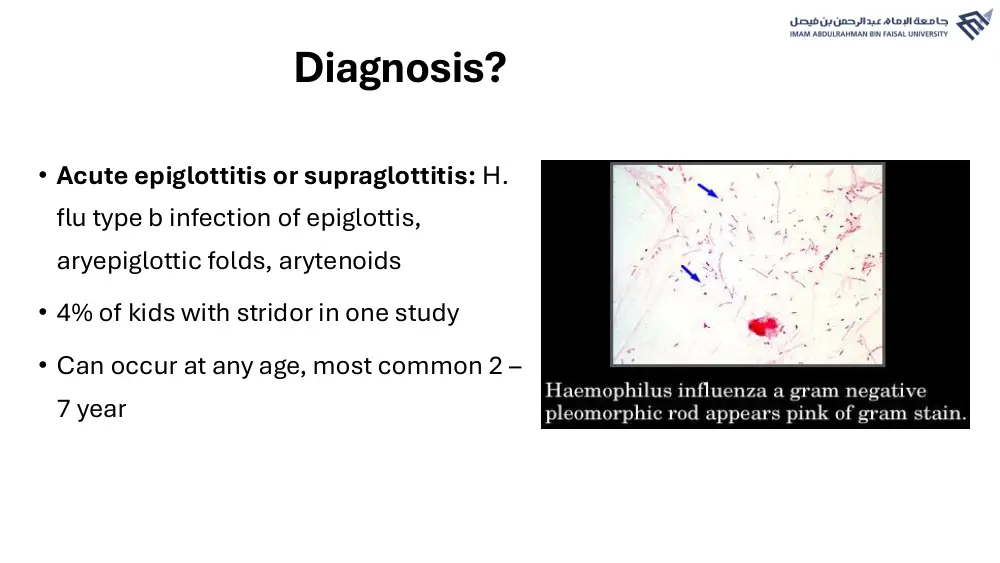 جامعة الإمام عبدالرحمن بن فيصل
IMAM ABDULRAHMAN BIN FAISAL UNIVERSITY
Diagnosis?
• Acute epiglottitis or supraglottitis: H.
flu type b infection of epiglottis,
aryepiglottic folds, arytenoids
• 4% of kids with stridor in one study
• Can occur at any age, most common 2 –
7 year
Haemophilus influenza a gram negative
pleomorphic rod appears pink of gram stain.